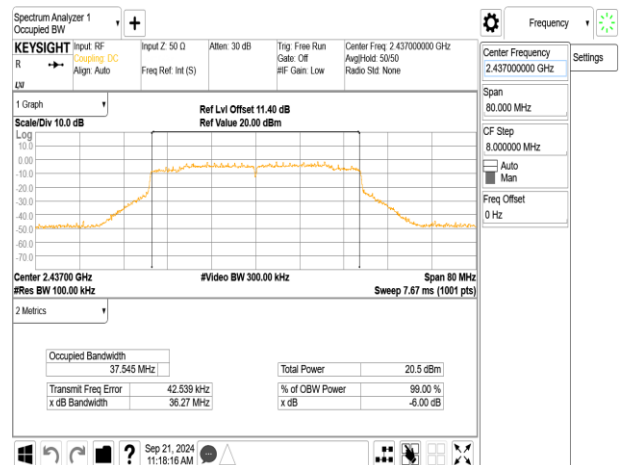 Spectrum Analyzer 1
Occupied BW
Frequency
KEYSIGHT
R
Input: RF
Coupling: DC
Align: Auto
Input Z: 50 Ω
Freq Ref: Int (S)
Atten: 30 dB
Trig: Free Run
Gate: Off
#IF Gain: Low
Center Freq: 2.437000000 GHz
Avg|Hold: 50/50
Radio Std: None
Center Frequency
2.437000000 GHz
Settings
Span
80.000 MHz
CF Step
8.000000 MHz
Auto
Man
Freq Offset
0 Hz
1 Graph
Scale/Div 10.0 dB
Ref Lvl Offset 11.40 dB
Ref Value 20.00 dBm
Log
10.0
0.00
-10.0
-20.0
-30.0
-40.0
-50.0
-60.0
-70.0
Center 2.43700 GHz
#Video BW 300.00 kHz
Span 80 MHz
#Res BW 100.00 kHz
Sweep 7.67 ms (1001 pts)
2 Metrics
Occupied Bandwidth
37.545 MHz
Total Power 20.5 dBm
Transmit Freq Error 42.539 kHz
% of OBW Power 99.00 %
x dB Bandwidth 36.27 MHz
x dB -6.00 dB
?
Sep 21, 2024
11:18:16 AM